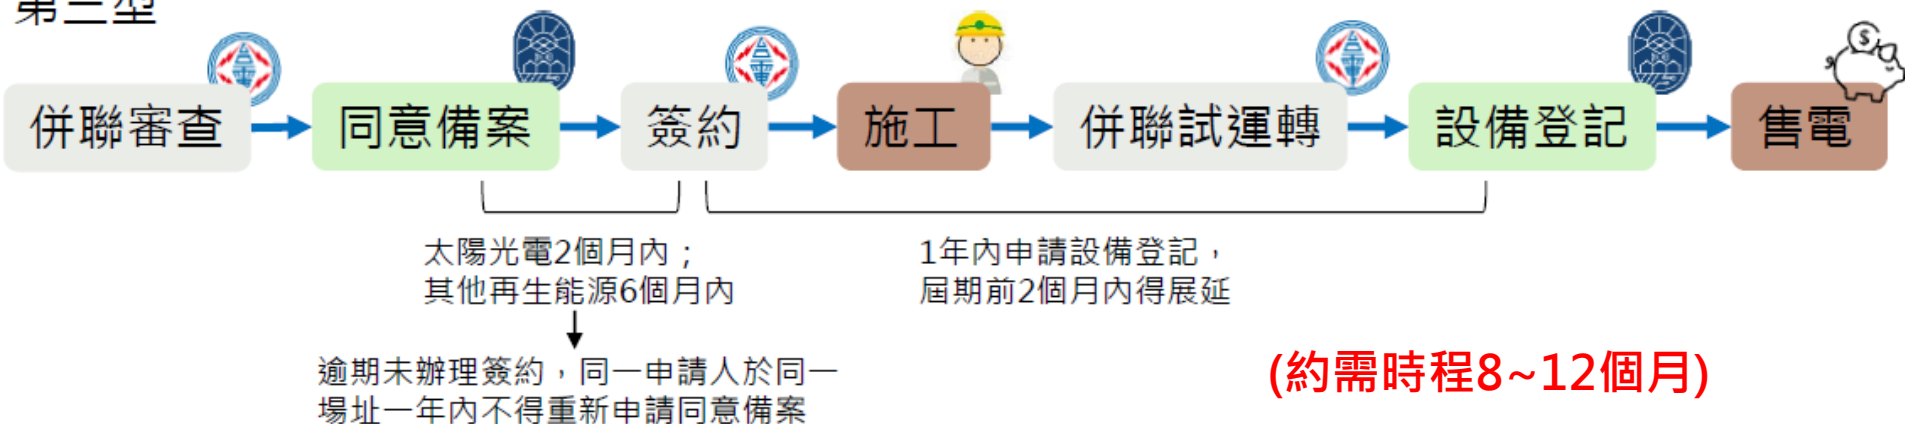 第三型
併聯審查
同意備案
簽約
施工
併聯試運轉
設備登記
售電
太陽光電2個月內；
其他再生能源6個月內
1年內申請設備登記，
屆期前2個月內得展延
逾期未辦理簽約，同一申請人於同一
場址一年內不得重新申請同意備案
(約需時程8~12個月)